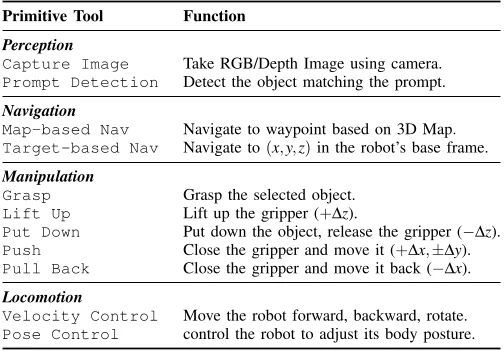 Primitive Tool Function
Perception
Capture Image Take RGB/Depth Image using camera.
Prompt Detection Detect the object matching the prompt.
Navigation
Map-based Nav Navigate to waypoint based on 3D Map.
Target-based Nav Navigate to (x,y,z) in the robot's base frame.
Manipulation
Grasp Grasp the selected object.
Lift Up Lift up the gripper (+Δz).
Put Down Put down the object, release the gripper (−Δz).
Push Close the gripper and move it (+Δx,±Δy).
Pull Back Close the gripper and move it back (−Δx).
Locomotion
Velocity Control Move the robot forward, backward, rotate.
Pose Control control the robot to adjust its body posture.